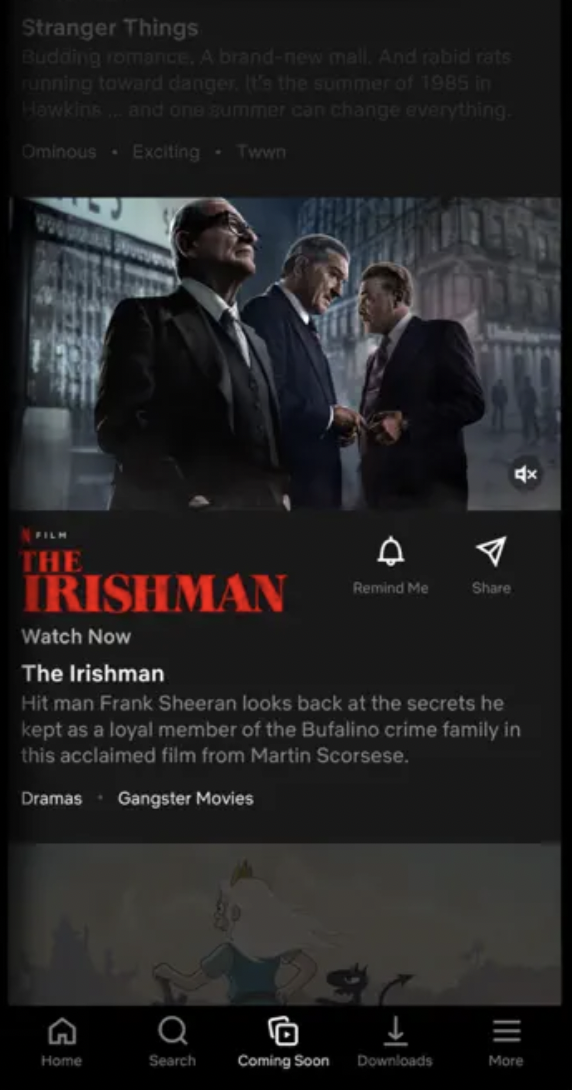 Stranger Things
Budding romance. A brand-new mall. And rabid rats
running toward danger. It's the summer of 1985 in
Hawkins ... and one summer can change everything.
Ominous • Exciting • Twwn
N FILM
THE
IRISHMAN
Remind Me
Share
Watch Now
The Irishman
Hit man Frank Sheeran looks back at the secrets he
kept as a loyal member of the Bufalino crime family in
this acclaimed film from Martin Scorsese.
Dramas • Gangster Movies
Home
Search
Coming Soon
Downloads
More